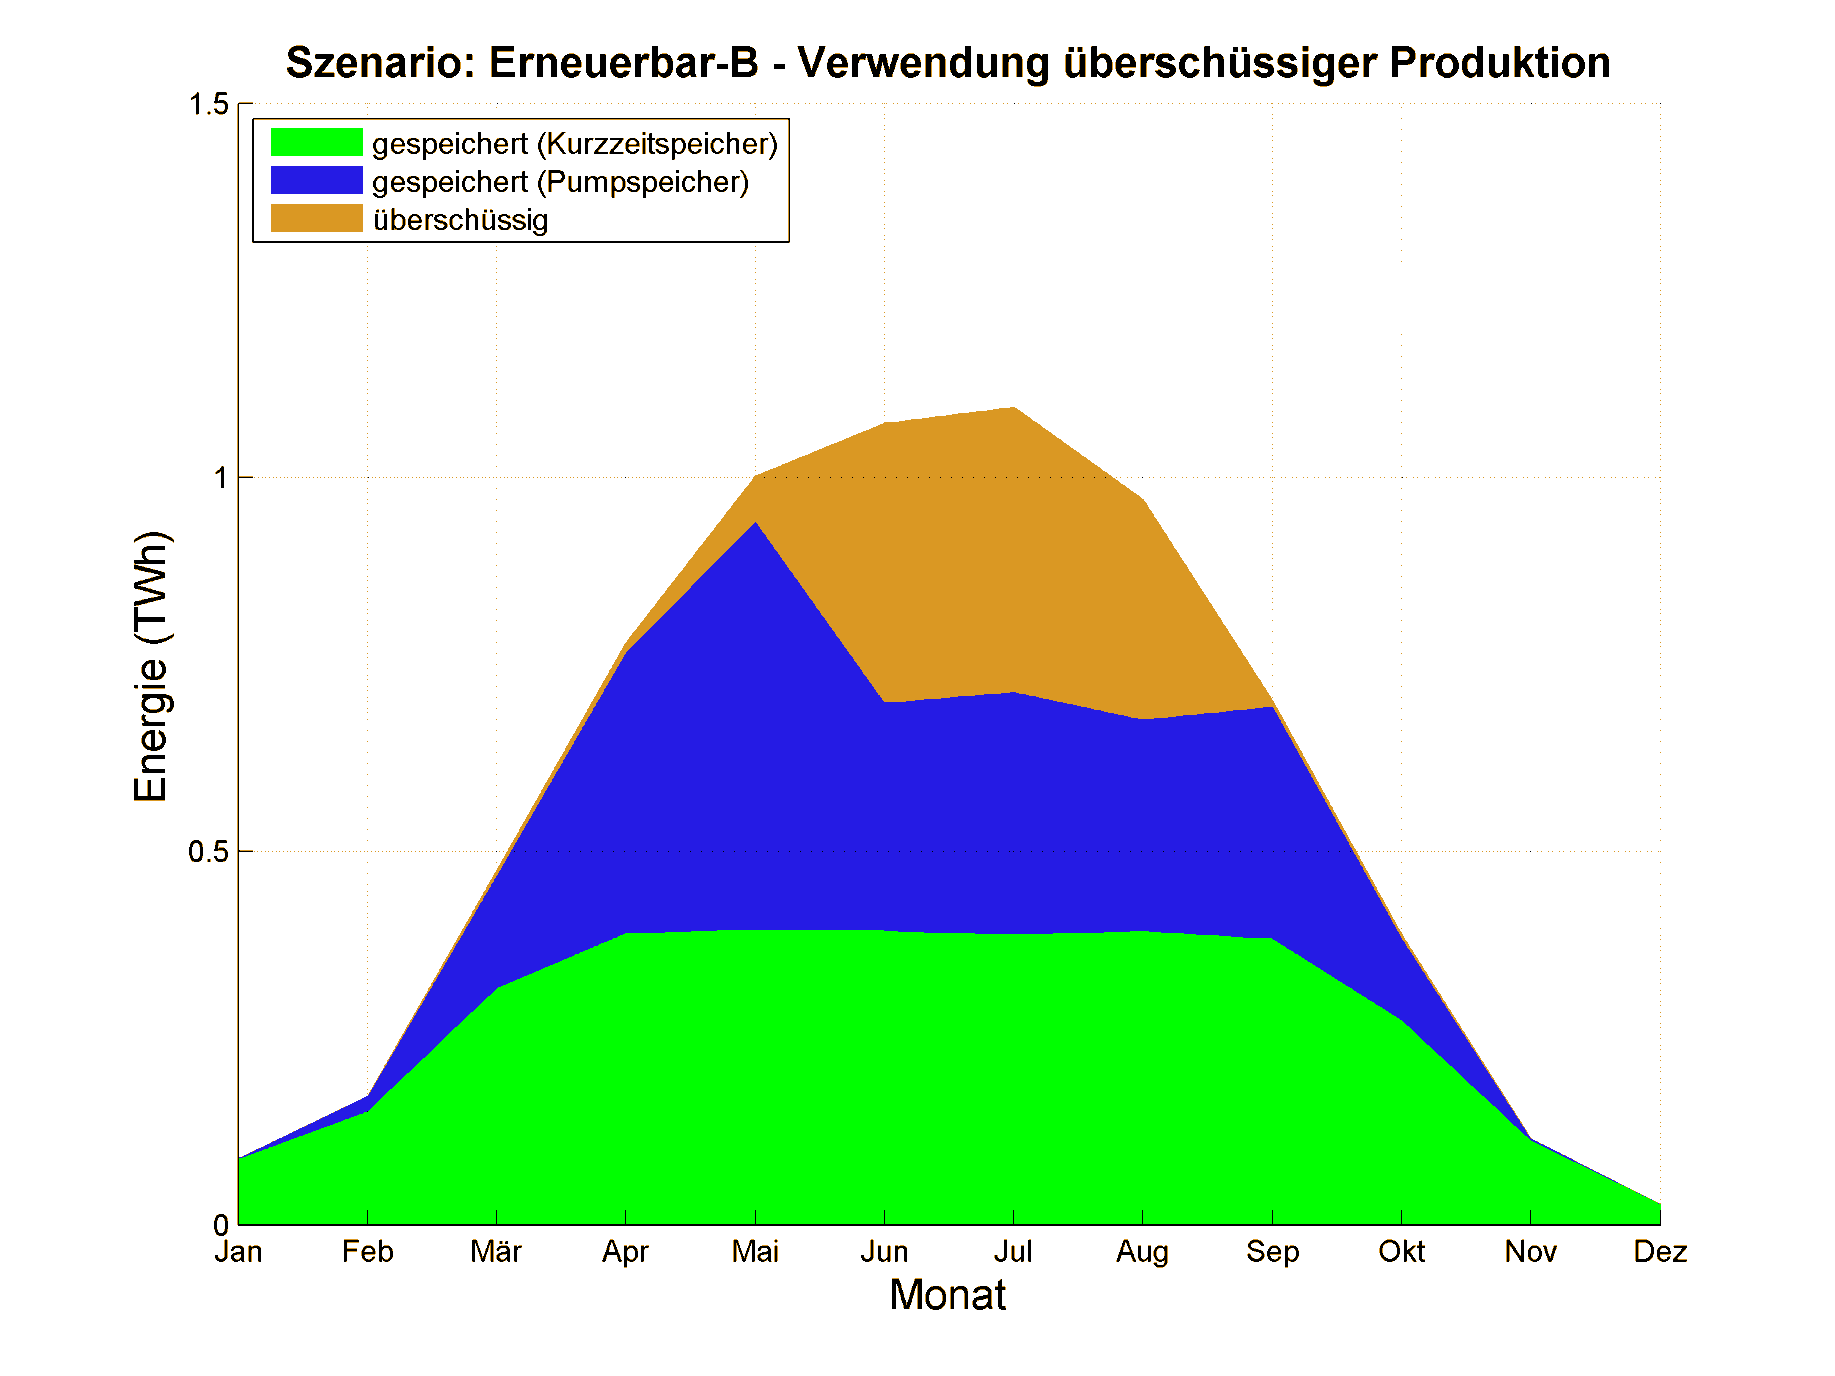 Szenario: Erneuerbar-B - Verwendung überschüssiger Produktion
1.5
gespeichert (Kurzzeitspeicher)
gespeichert (Pumpspeicher)
überschüssig
1
Energie (TWh)
0.5
0
Jan Feb Mär Apr Mai Jun Jul Aug Sep Okt Nov Dez
Monat